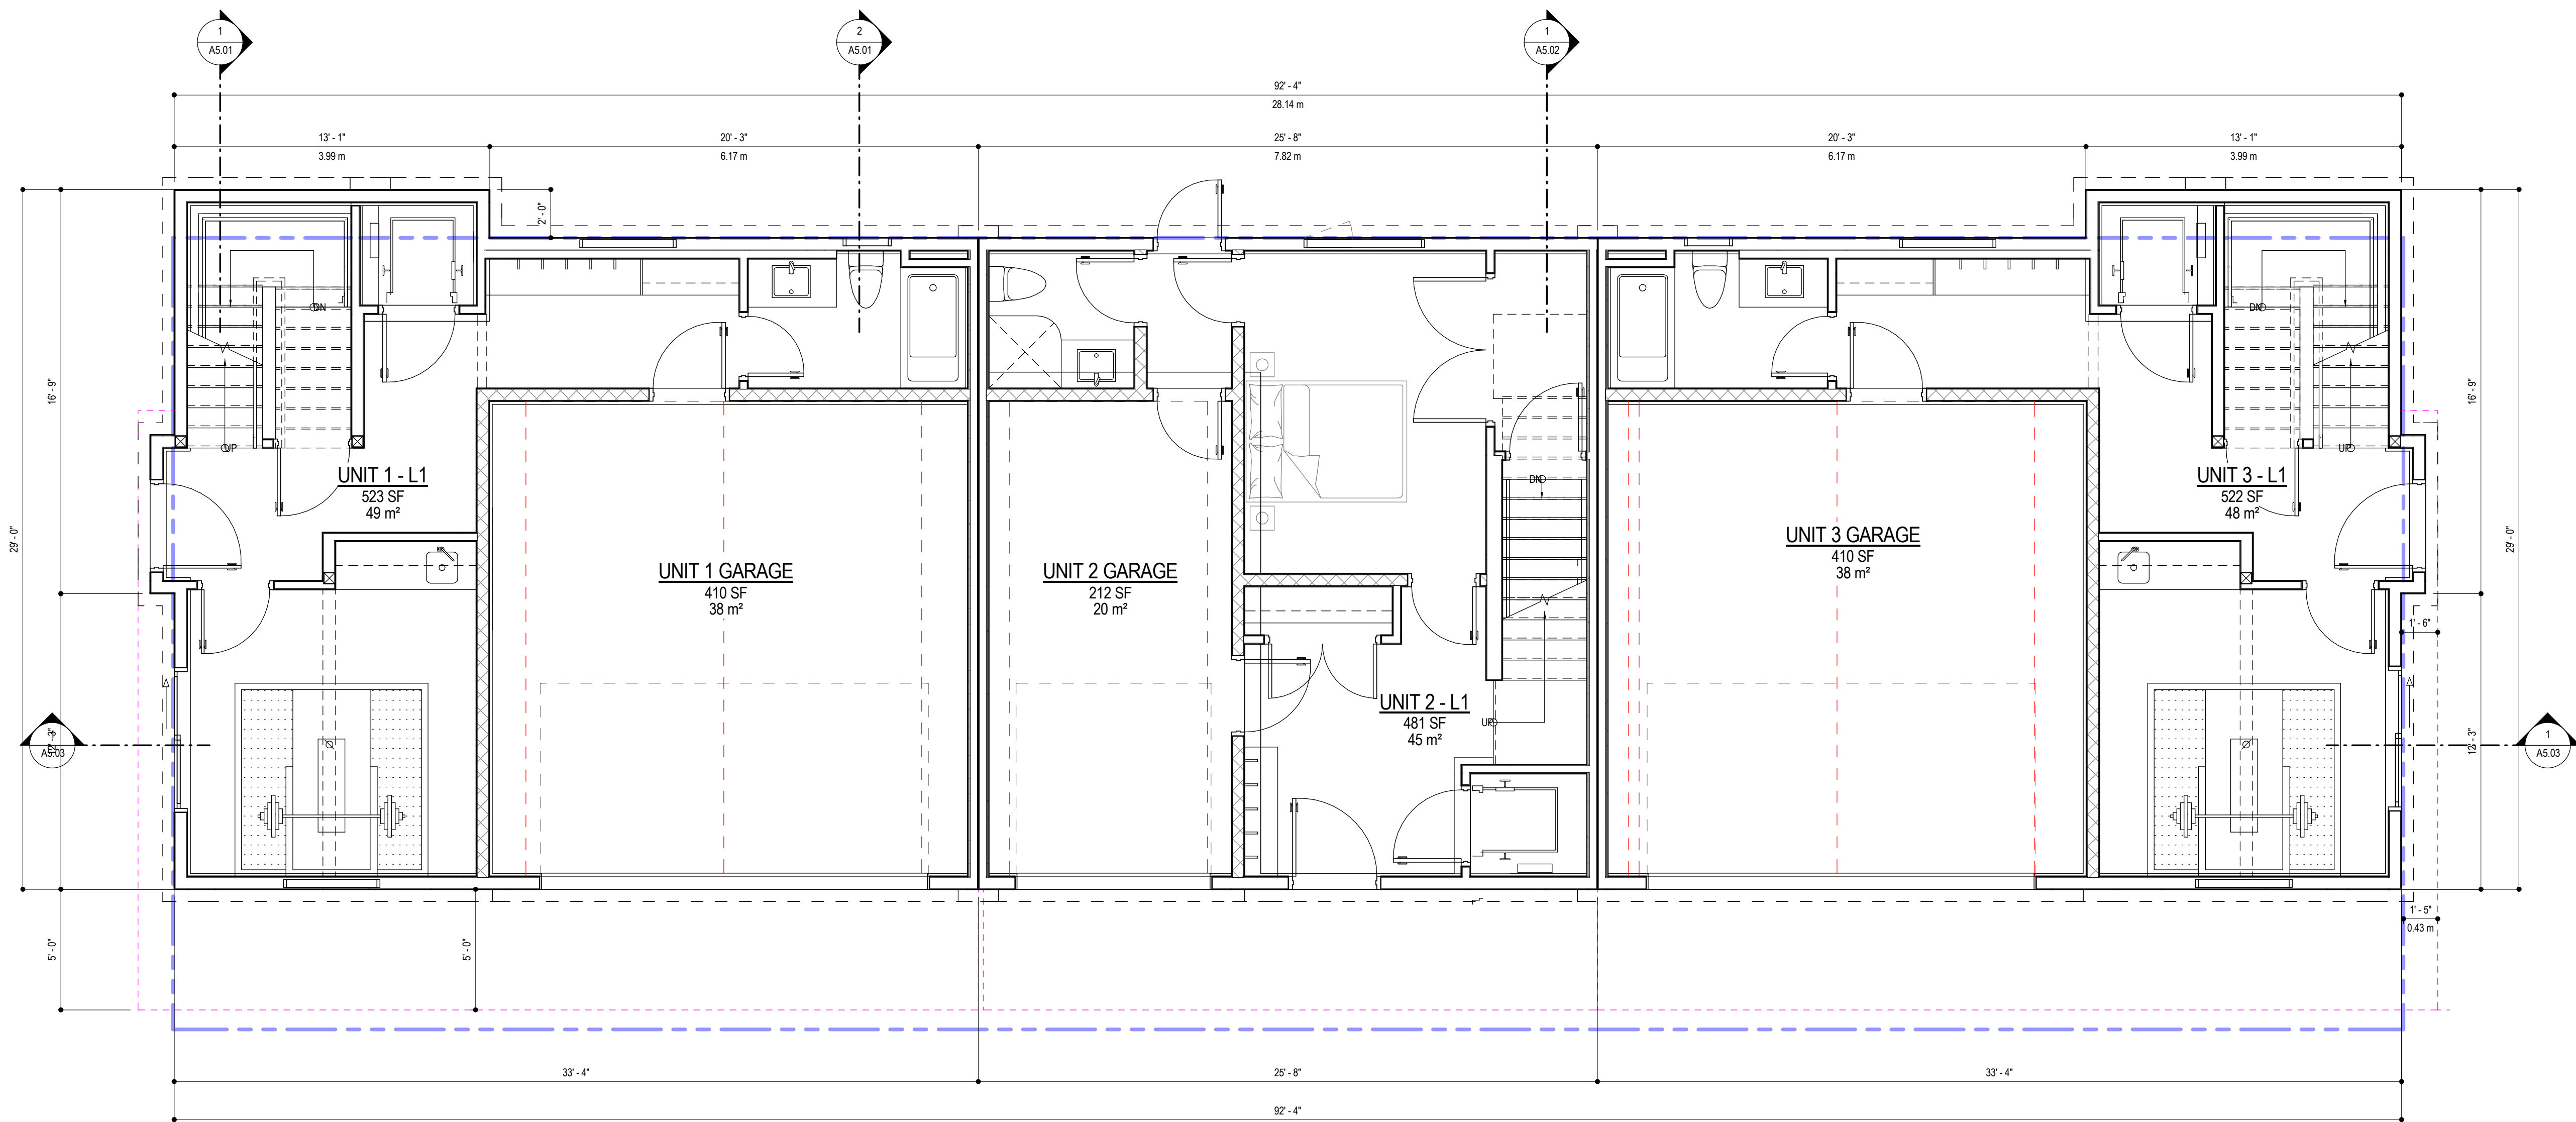 1
A5.01
2
A5.01
1
A5.02
92' - 4"
28.14 m
13' - 1"
3.99 m
20' - 3"
6.17 m
25' - 8"
7.82 m
20' - 3"
6.17 m
13' - 1"
3.99 m
2' - 0"
DN
DN
16' - 9"
16' - 9"
UP
UP
UNIT 1 - L1
523 SF
49 m²
DN
UNIT 3 - L1
522 SF
48 m²
29' - 0"
29' - 0"
UNIT 1 GARAGE
410 SF
38 m²
UNIT 2 GARAGE
212 SF
20 m²
UNIT 3 GARAGE
410 SF
38 m²
1' - 6"
UNIT 2 - L1
481 SF
45 m²
UP
A5.03
12' - 3"
1
A5.03
1' - 5"
0.43 m
5' - 0"
5' - 0"
33' - 4"
25' - 8"
33' - 4"
92' - 4"